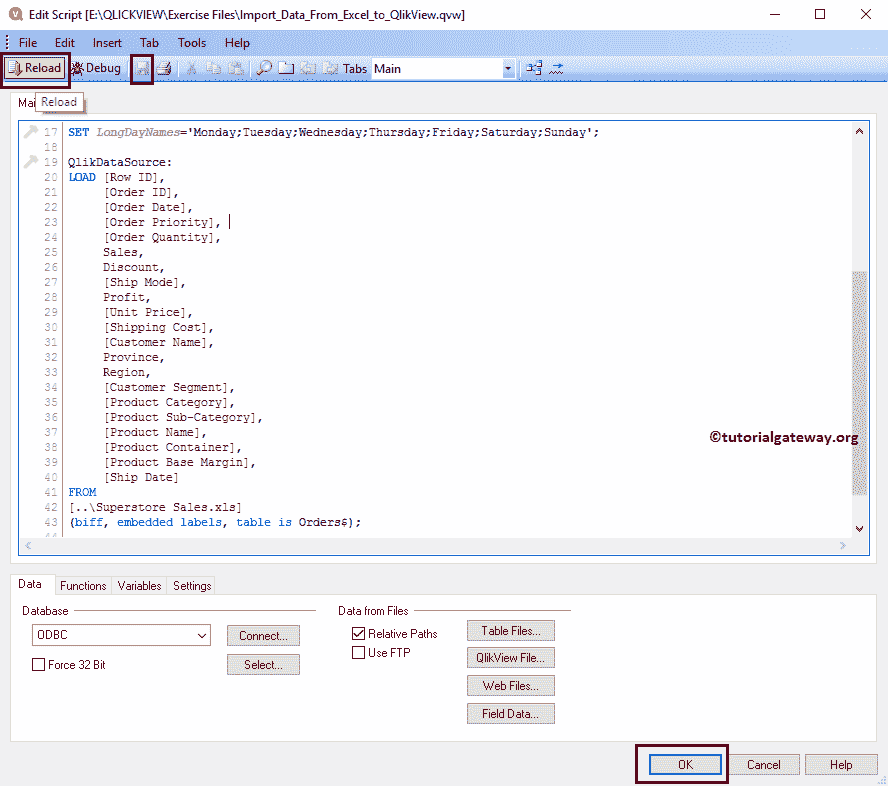 Edit Script [E:\QLICKVIEW\Exercise Files\Import_Data_From_Excel_to_QlikView.qvw]
File Edit Insert Tab Tools Help
Reload Debug Tabs Main
Mai
Reload
17 SET LongDayNames='Monday;Tuesday;Wednesday;Thursday;Friday;Saturday;Sunday';
18
19 QlikDataSource:
20 LOAD [Row ID],
21 [Order ID],
22 [Order Date],
23 [Order Priority],
24 [Order Quantity],
25 Sales,
26 Discount,
27 [Ship Mode],
28 Profit,
29 [Unit Price],
30 [Shipping Cost],
31 [Customer Name],
32 Province,
33 Region,
34 [Customer Segment],
35 [Product Category],
36 [Product Sub-Category],
37 [Product Name],
38 [Product Container],
39 [Product Base Margin],
40 [Ship Date]
41 FROM
42 [..\Superstore Sales.xls]
43 (biff, embedded labels, table is Orders$);
44
©tutorialgateway.org
Data Functions Variables Settings
Database
ODBC
Connect...
Force 32 Bit
Select...
Data from Files
Relative Paths
Use FTP
Table Files...
QlikView File...
Web Files...
Field Data...
OK Cancel Help